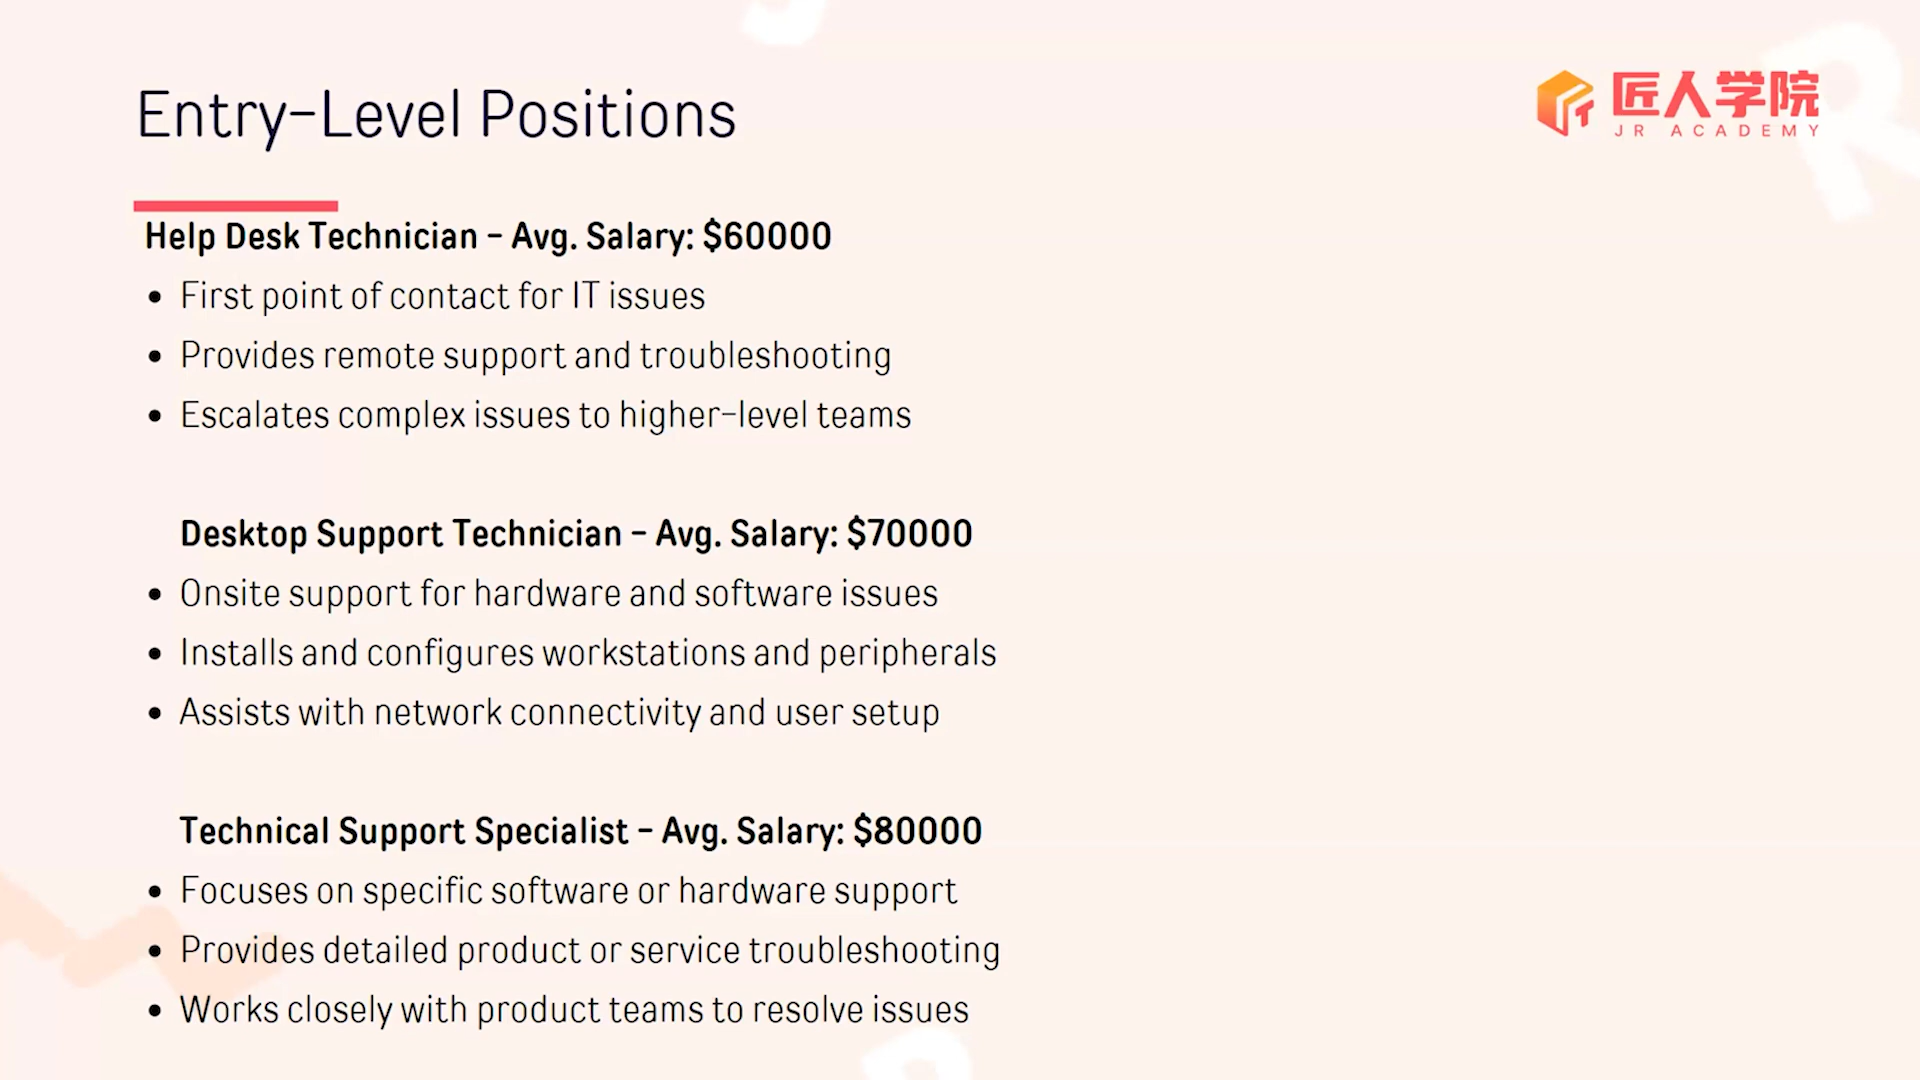 Entry-Level Positions
匠人学院
JR ACADEMY
Help Desk Technician - Avg. Salary: $60000
• First point of contact for IT issues
• Provides remote support and troubleshooting
• Escalates complex issues to higher-level teams
Desktop Support Technician - Avg. Salary: $70000
• Onsite support for hardware and software issues
• Installs and configures workstations and peripherals
• Assists with network connectivity and user setup
Technical Support Specialist - Avg. Salary: $80000
• Focuses on specific software or hardware support
• Provides detailed product or service troubleshooting
• Works closely with product teams to resolve issues